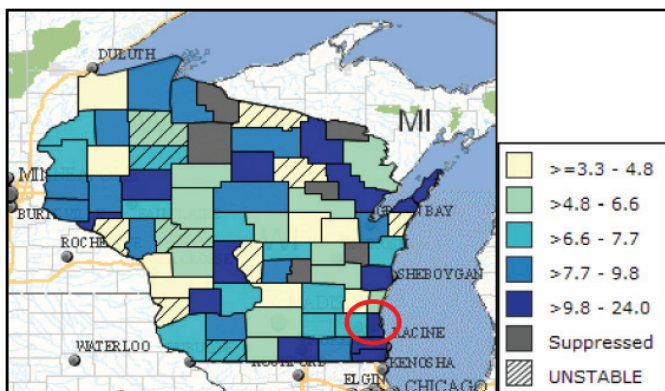 DULUTH
MI
GREEN BAY
SHEBOYGAN
RACINE
WATERLOO
KENOSHA
ELGIN
CHICAGO
>=3.3 - 4.8
>4.8 - 6.6
>6.6 - 7.7
>7.7 - 9.8
>9.8 - 24.0
Suppressed
UNSTABLE